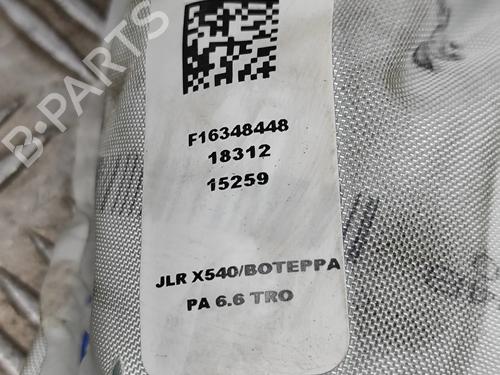 B-PARTS
F16348448
18312
15259
JLR X540/BOTEPPA
PA 6.6 TRO